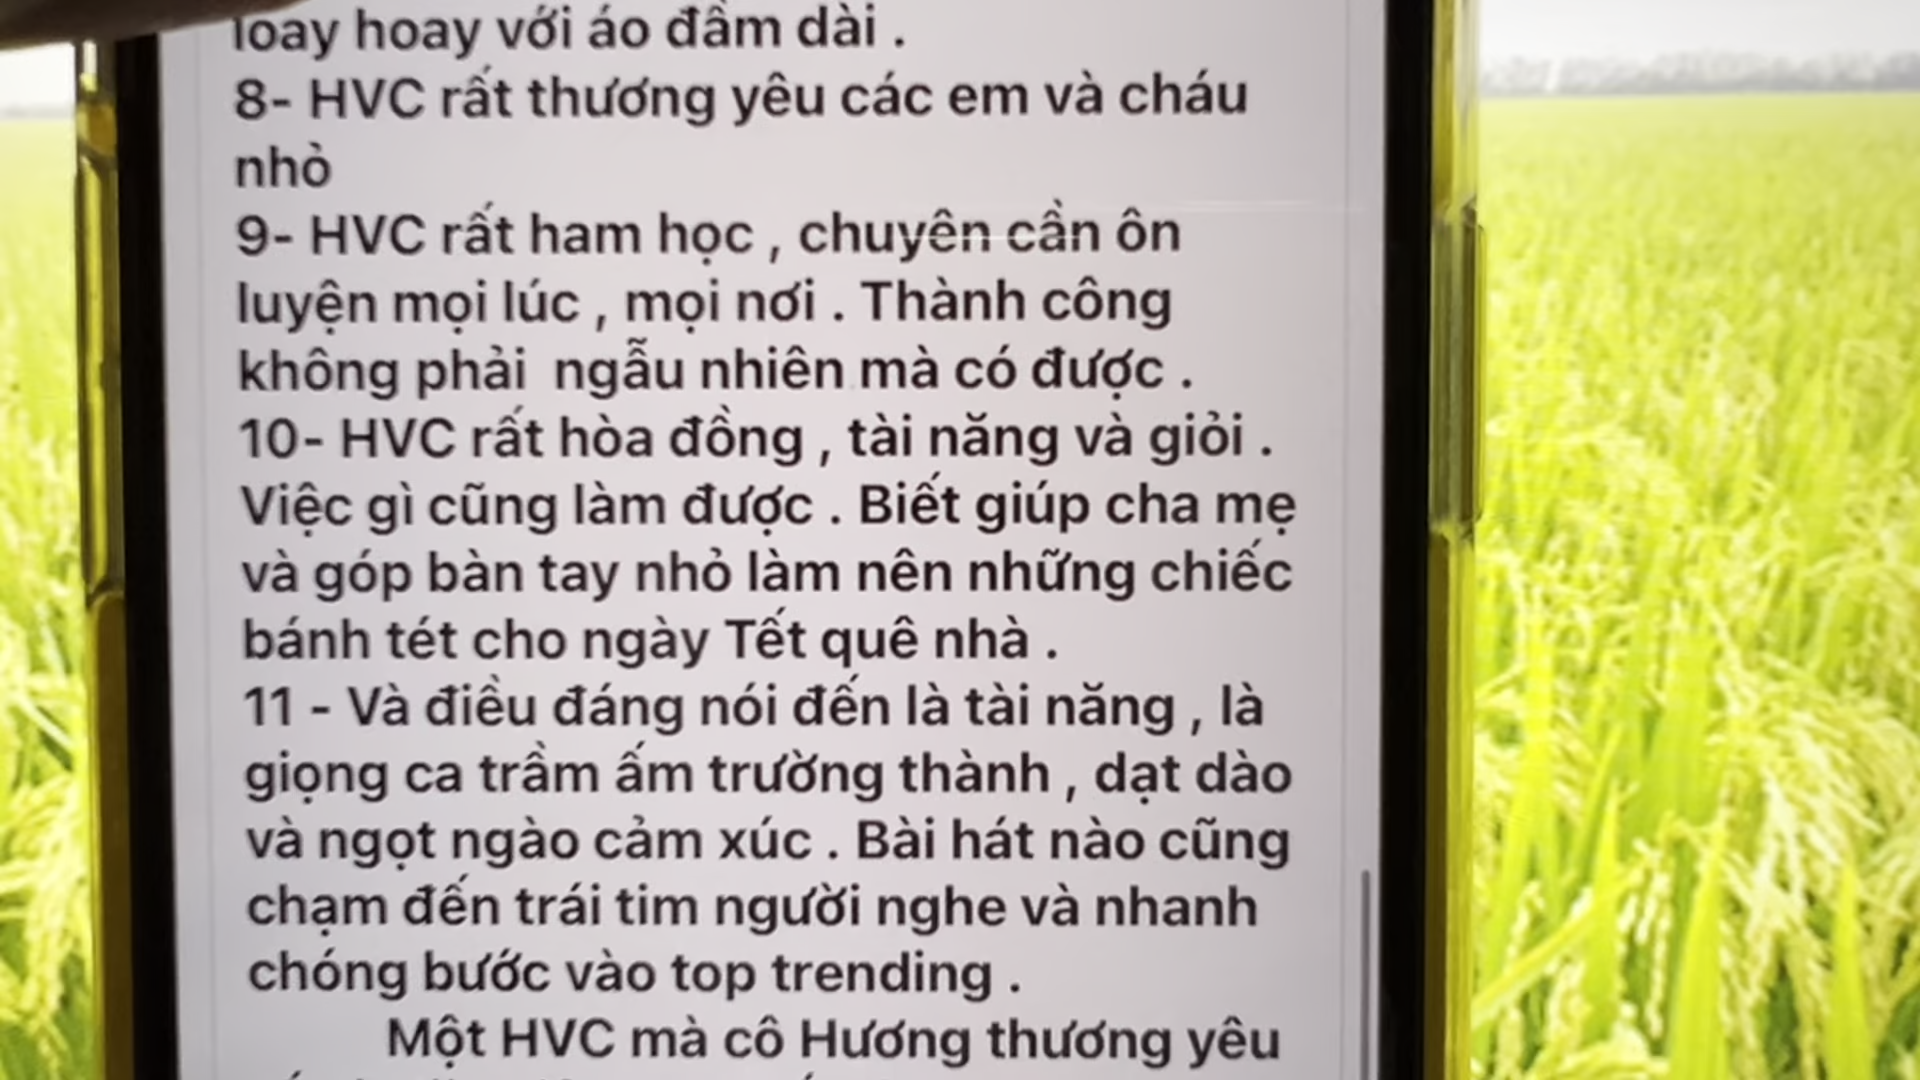 loay hoay với áo đầm dài .
8- HVC rất thương yêu các em và cháu
nhỏ
9- HVC rất ham học , chuyên cần ôn
luyện mọi lúc , mọi nơi . Thành công
không phải ngẫu nhiên mà có được .
10- HVC rất hòa đồng , tài năng và giỏi .
Việc gì cũng làm được . Biết giúp cha mẹ
và góp bàn tay nhỏ làm nên những chiếc
bánh tét cho ngày Tết quê nhà .
11 - Và điều đáng nói đến là tài năng , là
giọng ca trầm ấm trường thành , dạt dào
và ngọt ngào cảm xúc . Bài hát nào cũng
chạm đến trái tim người nghe và nhanh
chóng bước vào top trending .
Một HVC mà cô Hương thương yêu